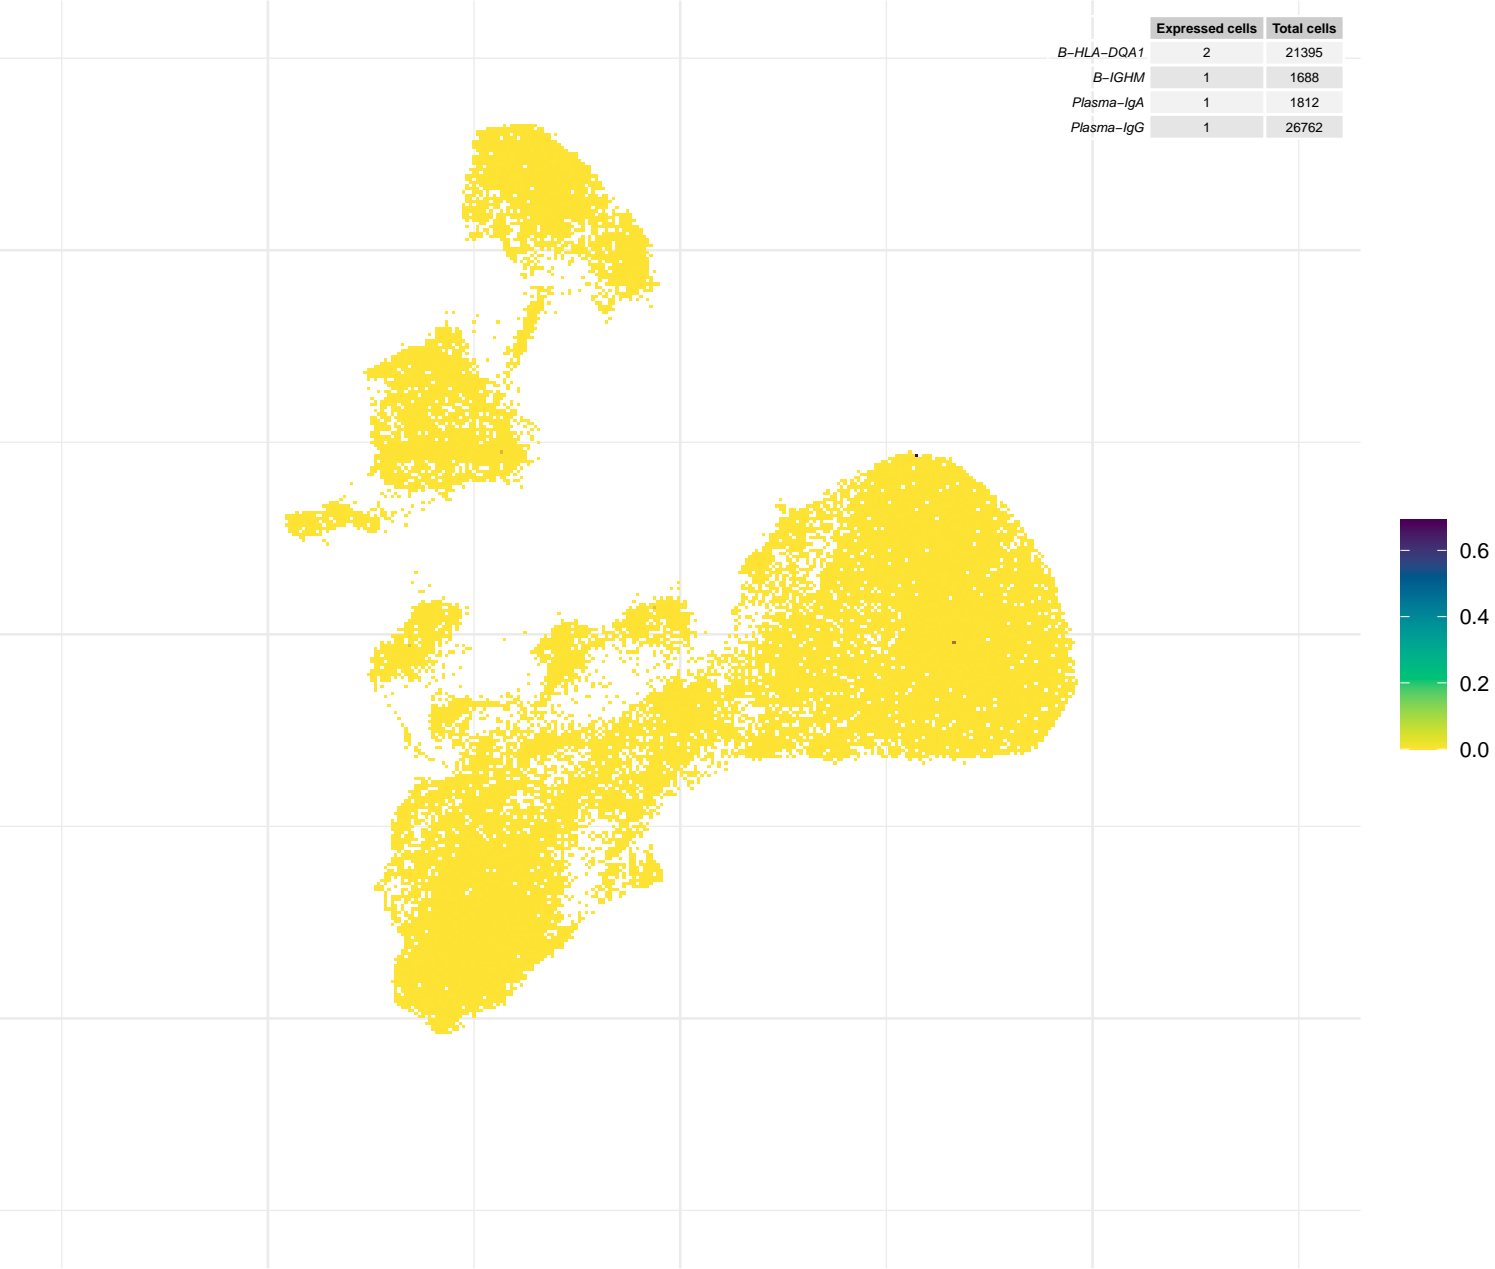 Expressed cells Total cells
B−HLA−DQA1 2 21395
B−IGHM 1 1688
Plasma−IgA 1 1812
Plasma−IgG 1 26762
0.6
0.4
0.2
0.0